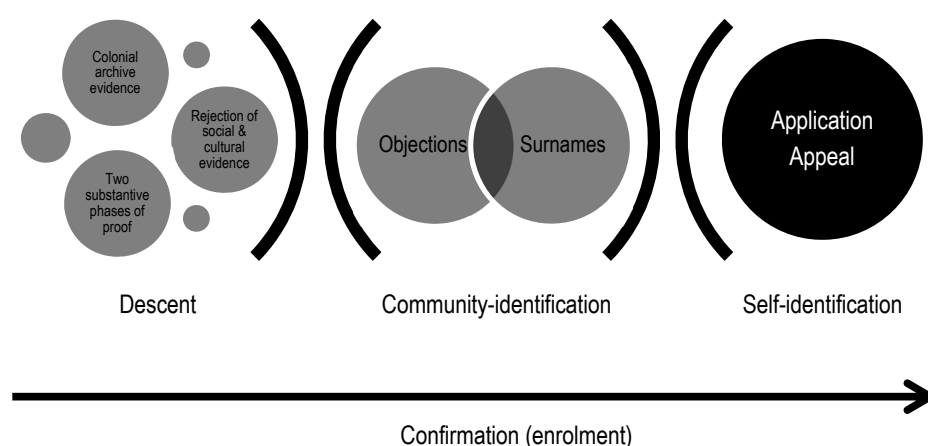 Colonial
archive
evidence
Rejection of
social &
cultural
evidence
Two
substantive
phases of
proof
Objections
Surnames
Application
Appeal
Descent
Community-identification
Self-identification
Confirmation (enrolment)